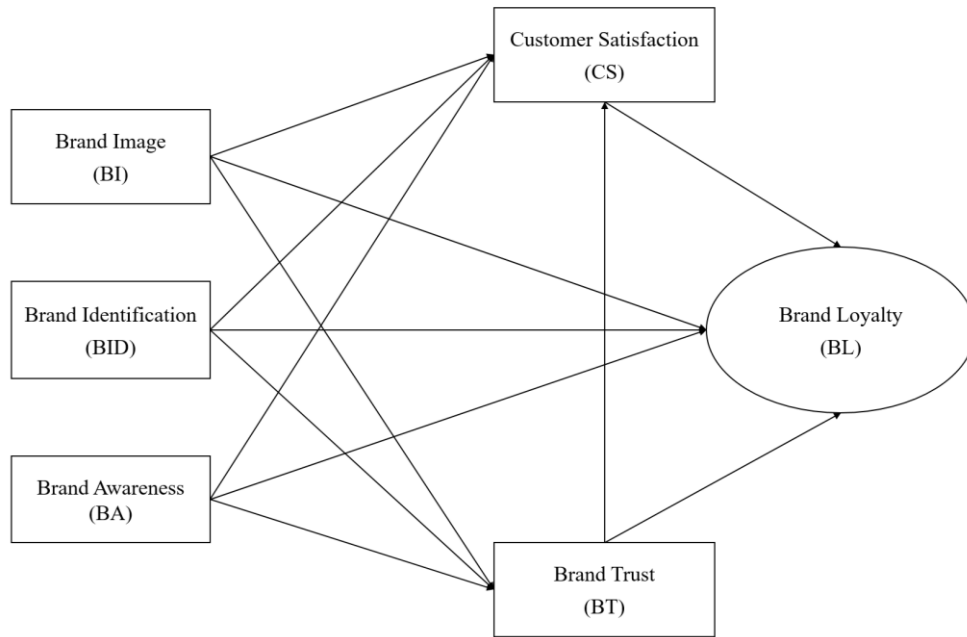 Customer Satisfaction
(CS)
Brand Image
(BI)
Brand Identification
(BID)
Brand Loyalty
(BL)
Brand Awareness
(BA)
Brand Trust
(BT)